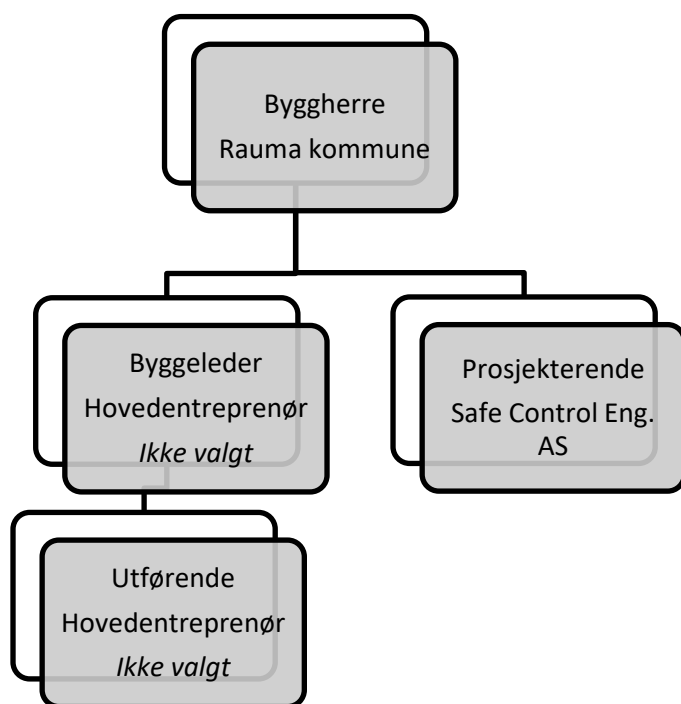 Byggherre
Rauma kommune
Byggeleder
Hovedentreprenør
Ikke valgt
Prosjekterende
Safe Control Eng.
AS
Utførende
Hovedentreprenør
Ikke valgt